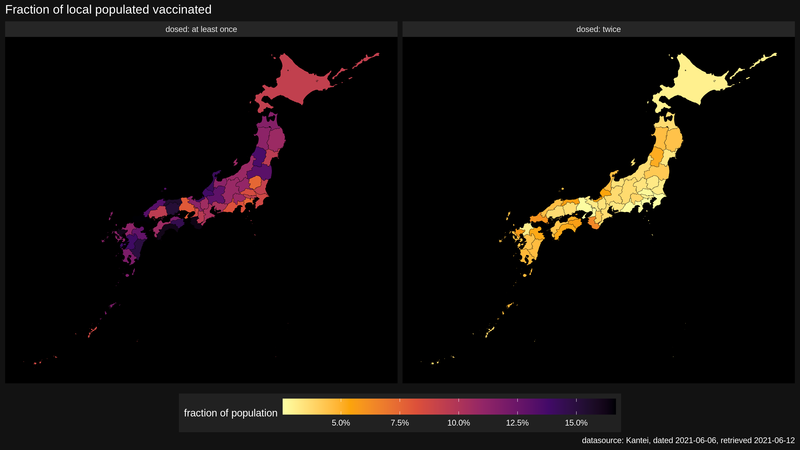 Fraction of local populated vaccinated
dosed: at least once
dosed: twice
fraction of population
5.0% 7.5% 10.0% 12.5% 15.0%
datasource: Kantei, dated 2021-06-06, retrieved 2021-06-12